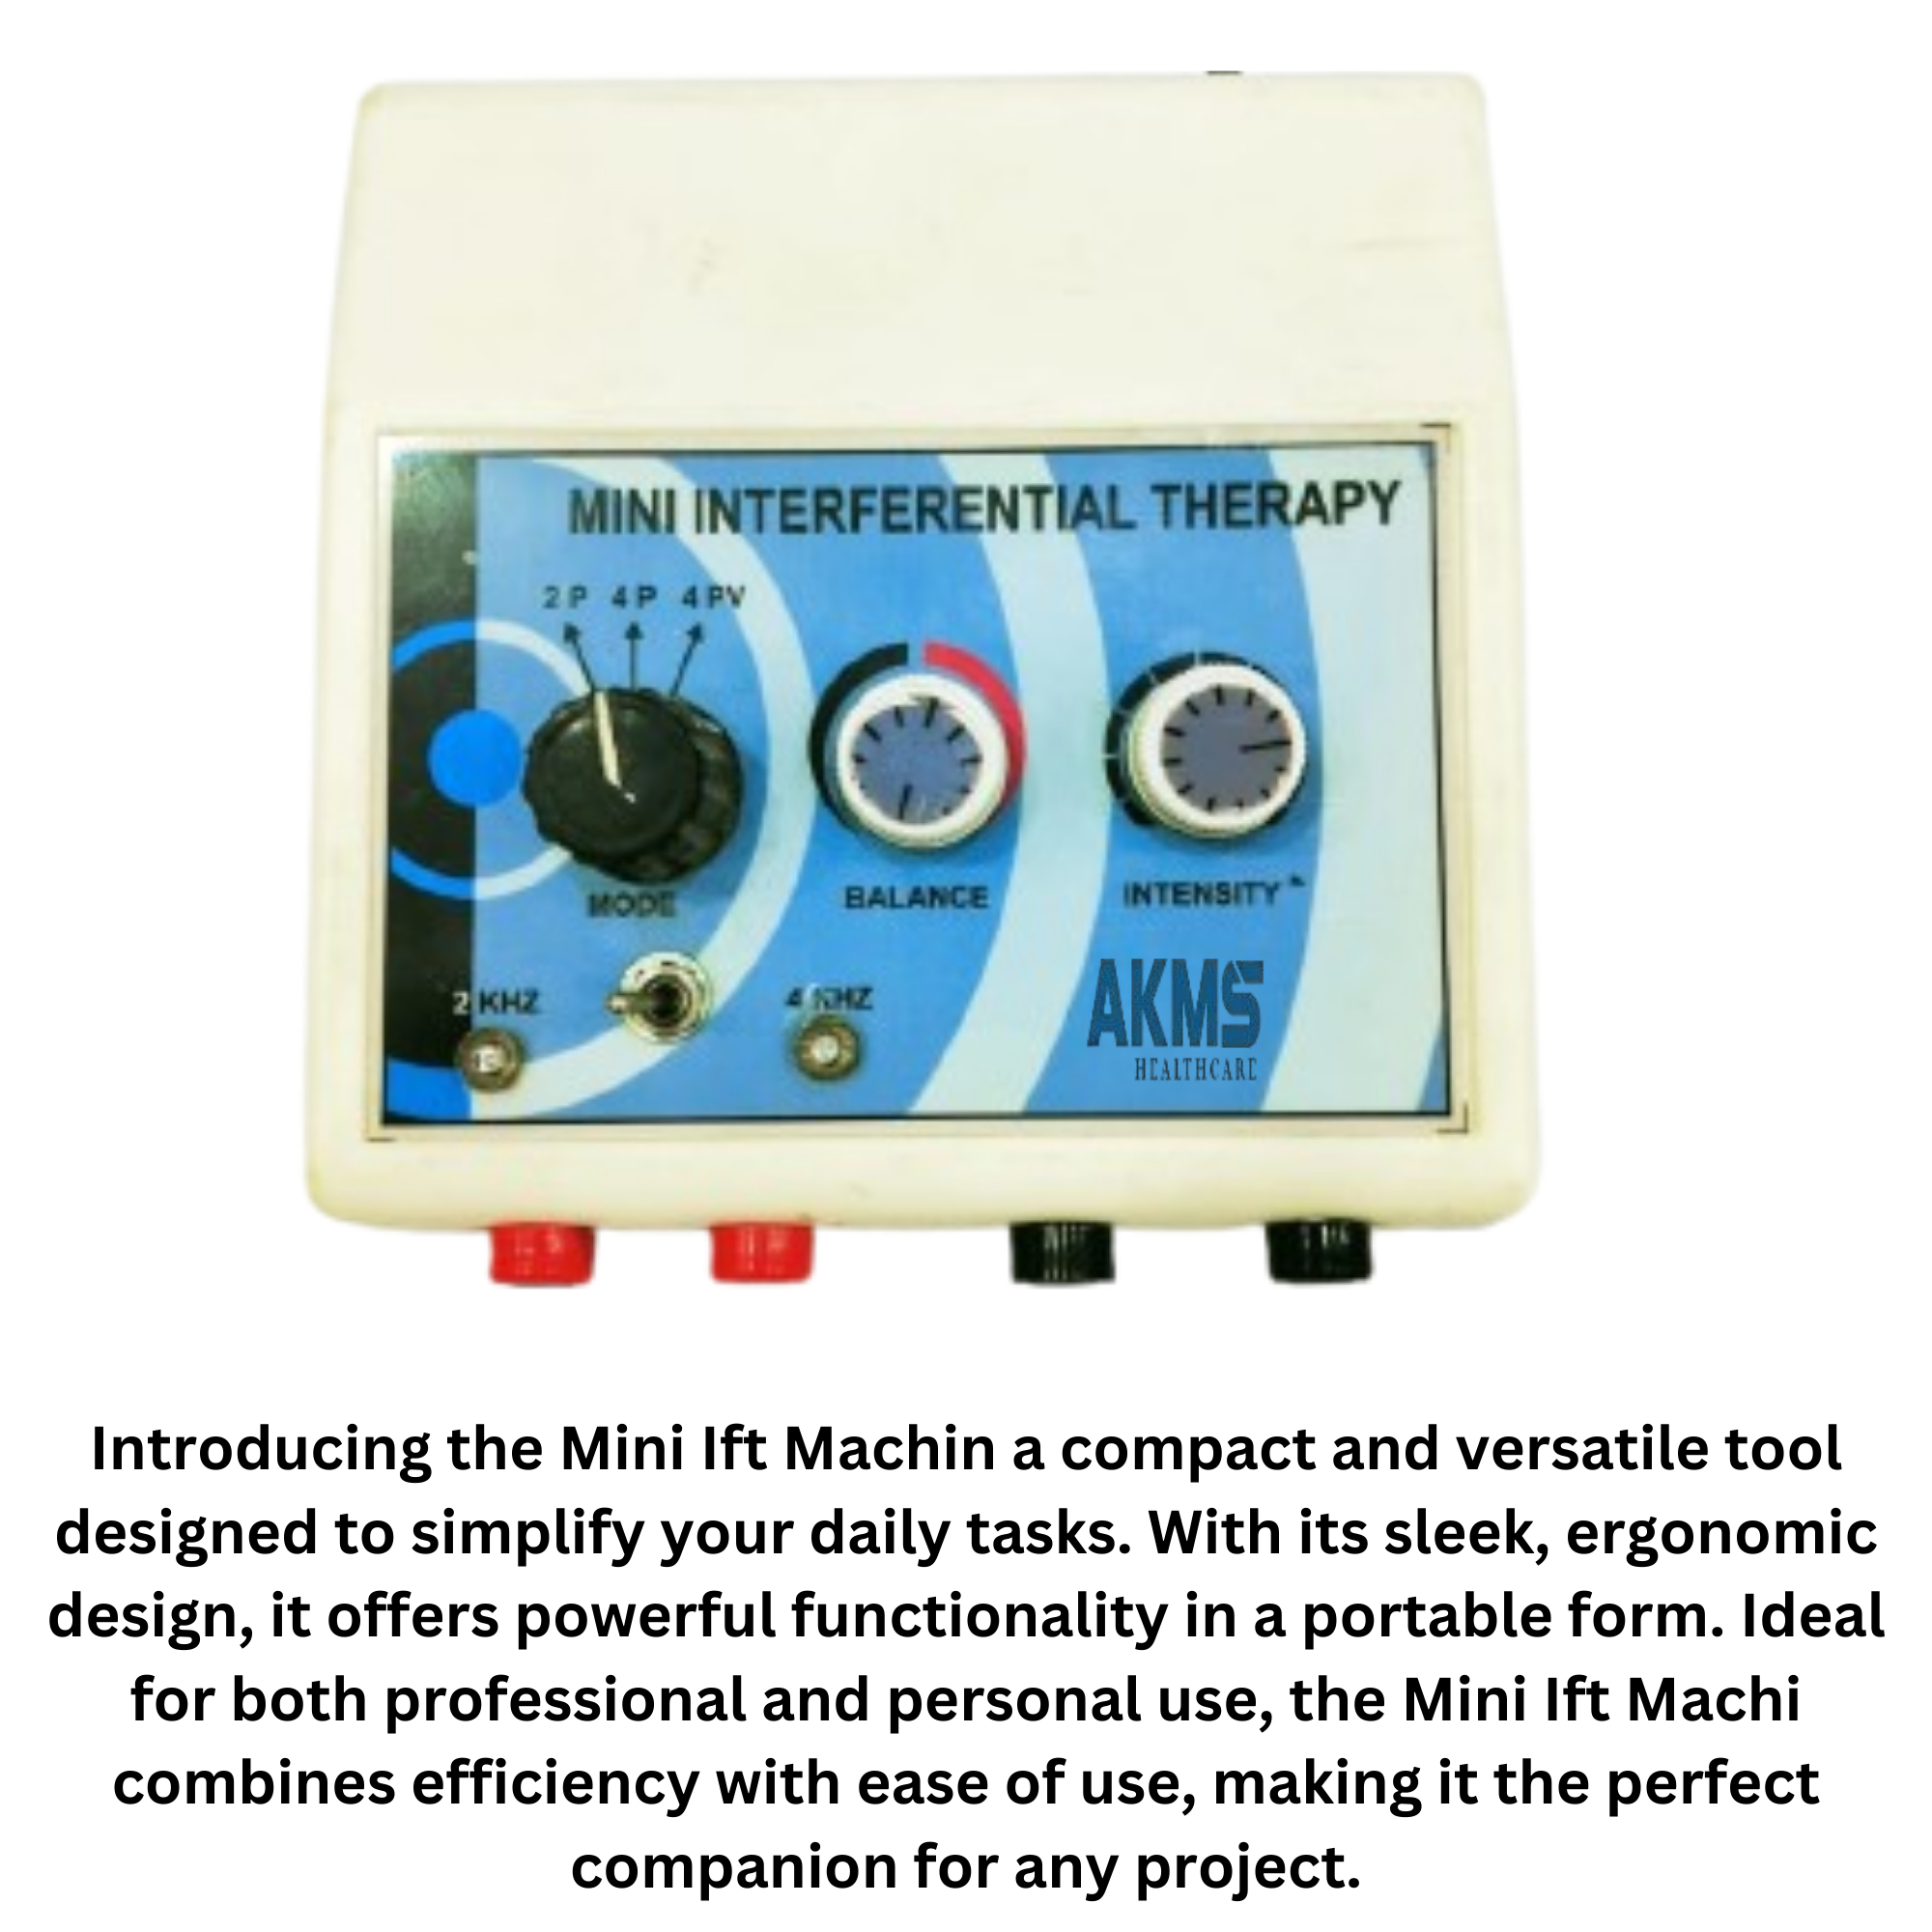 MINI INTERFERENTIAL THERAPY
2 P 4 P 4 PV
MODE
BALANCE
INTENSITY
2 KHZ
4 KHZ
AKMS
HEALTHCARE
Introducing the Mini Ift Machin a compact and versatile tool
designed to simplify your daily tasks. With its sleek, ergonomic
design, it offers powerful functionality in a portable form. Ideal
for both professional and personal use, the Mini Ift Machi
combines efficiency with ease of use, making it the perfect
companion for any project.